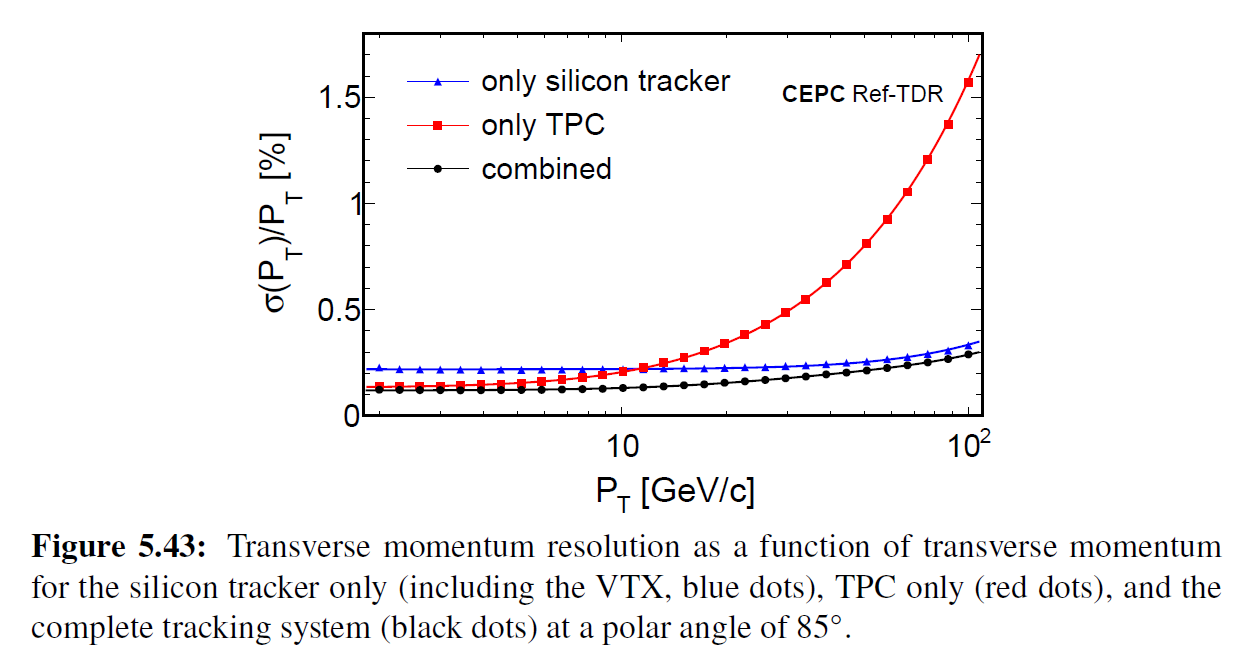 only silicon tracker
only TPC
combined
CEPC Ref-TDR
σ(P_T)/P_T [%]
1.5
1
0.5
0
10
10²
P_T [GeV/c]
Figure 5.43: Transverse momentum resolution as a function of transverse momentum
for the silicon tracker only (including the VTX, blue dots), TPC only (red dots), and the
complete tracking system (black dots) at a polar angle of 85°.